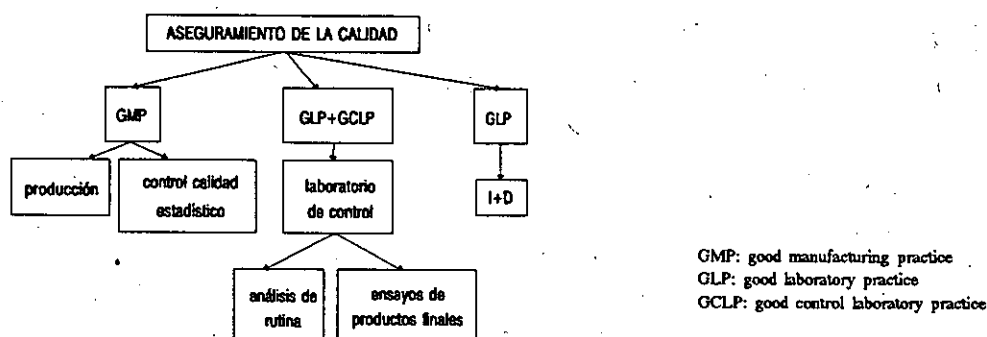 ASEGURAMIENTO DE LA CALIDAD
GMP
GLP+GCLP
GLP
producción
control calidad
estadístico
laboratorio
de control
I+D
análisis de
rutina
ensayos de
productos finales
GMP: good manufacturing practice
GLP: good laboratory practice
GCLP: good control laboratory practice